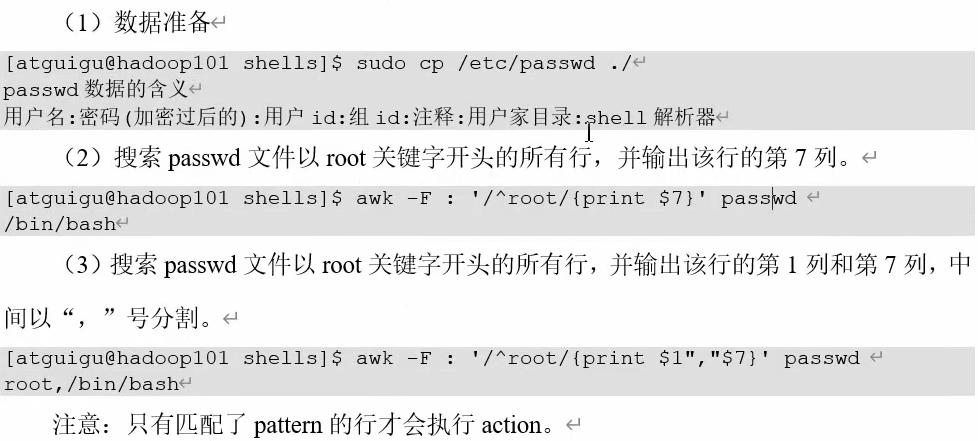 （1）数据准备↵
[atguigu@hadoop101 shells]$ sudo cp /etc/passwd ./↵
passwd 数据的含义↵
用户名:密码(加密过后的):用户 id:组 id:注释:用户家目录:shell 解析器↵
（2）搜索 passwd 文件以 root 关键字开头的所有行，并输出该行的第 7 列。↵
[atguigu@hadoop101 shells]$ awk -F : '/^root/{print $7}' passwd ↵
/bin/bash↵
（3）搜索 passwd 文件以 root 关键字开头的所有行，并输出该行的第 1 列和第 7 列，中
间以“，”号分割。↵
[atguigu@hadoop101 shells]$ awk -F : '/^root/{print $1","$7}' passwd ↵
root,/bin/bash↵
注意：只有匹配了 pattern 的行才会执行 action。↵